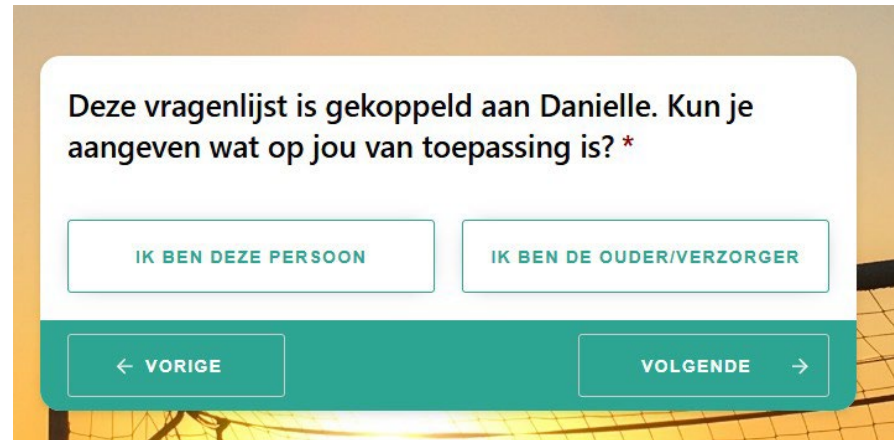 Deze vragenlijst is gekoppeld aan Danielle. Kun je
aangeven wat op jou van toepassing is? *
IK BEN DEZE PERSOON
IK BEN DE OUDER/VERZORGER
← VORIGE
VOLGENDE →